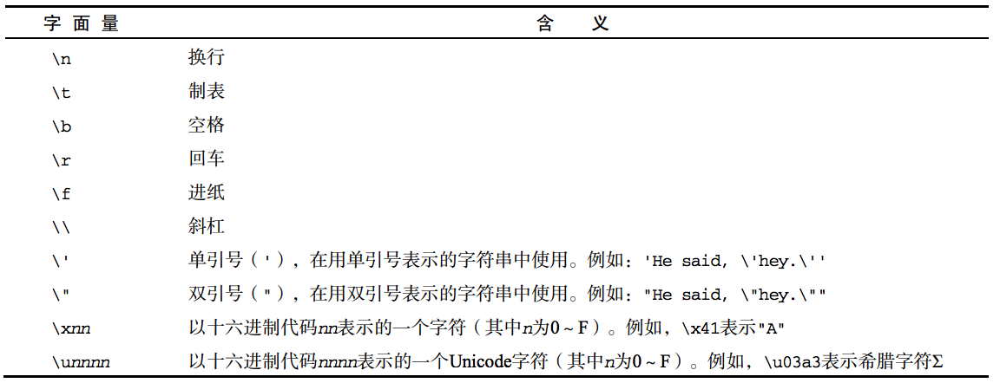 字 面 量 含 义
\n 换行
\t 制表
\b 空格
\r 回车
\f 进纸
\\ 斜杠
\' 单引号（'），在用单引号表示的字符串中使用。例如：'He said, \'hey.\''
\" 双引号（"），在用双引号表示的字符串中使用。例如："He said, \"hey.\""
\xnn 以十六进制代码nn表示的一个字符（其中n为0～F）。例如，\x41表示"A"
\unnnn 以十六进制代码nnnn表示的一个Unicode字符（其中n为0～F）。例如，\u03a3表示希腊字符Σ